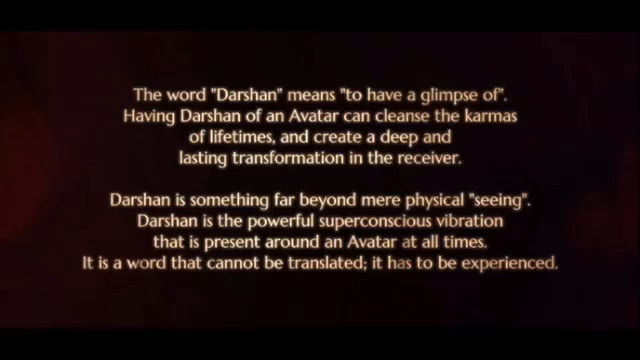 The word "Darshan" means "to have a glimpse of".
Having Darshan of an Avatar can cleanse the karmas
of lifetimes, and create a deep and
lasting transformation in the receiver.
Darshan is something far beyond mere physical "seeing".
Darshan is the powerful superconscious vibration
that is present around an Avatar at all times.
It is a word that cannot be translated; it has to be experienced.